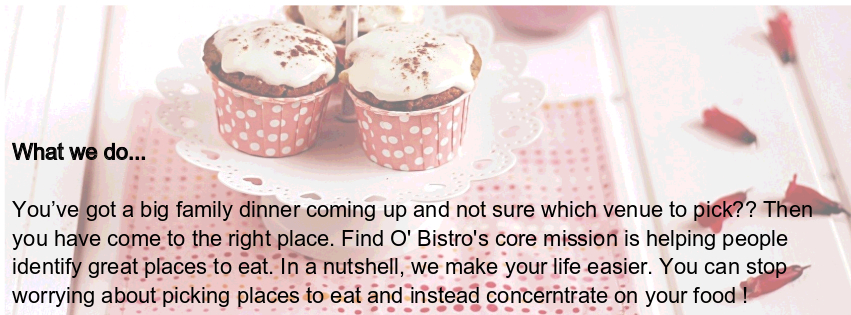 What we do...
You’ve got a big family dinner coming up and not sure which venue to pick?? Then
you have come to the right place. Find O' Bistro's core mission is helping people
identify great places to eat. In a nutshell, we make your life easier. You can stop
worrying about picking places to eat and instead concerntrate on your food !